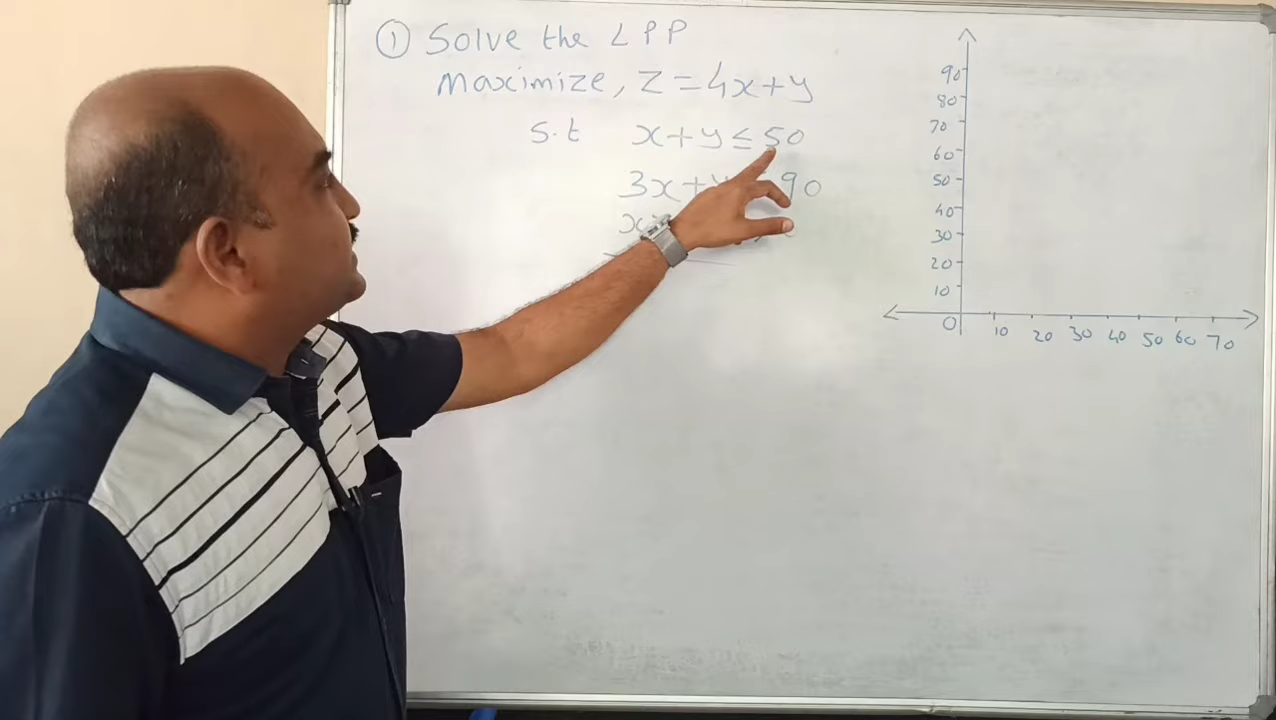 ① Solve the LPP
Maximize, Z = 4x + y
S.t x + y ≤ 50
3x + 90
x
90
80
70
60
50
40
30
20
10
0 10 20 30 40 50 60 70